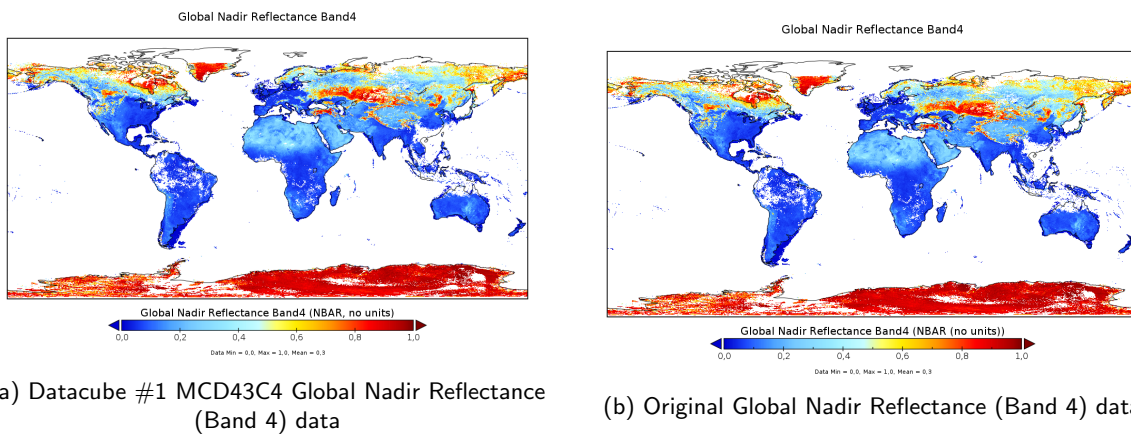 Global Nadir Reflectance Band4
Global Nadir Reflectance Band4 (NBAR, no units)
0,0 0,2 0,4 0,6 0,8 1,0
Data Min = 0,0, Max = 1,0, Mean = 0,3
a) Datacube #1 MCD43C4 Global Nadir Reflectance
(Band 4) data
Global Nadir Reflectance Band4
Global Nadir Reflectance Band4 (NBAR (no units))
0,0 0,2 0,4 0,6 0,8 1,0
Data Min = 0,0, Max = 1,0, Mean = 0,3
(b) Original Global Nadir Reflectance (Band 4) dat